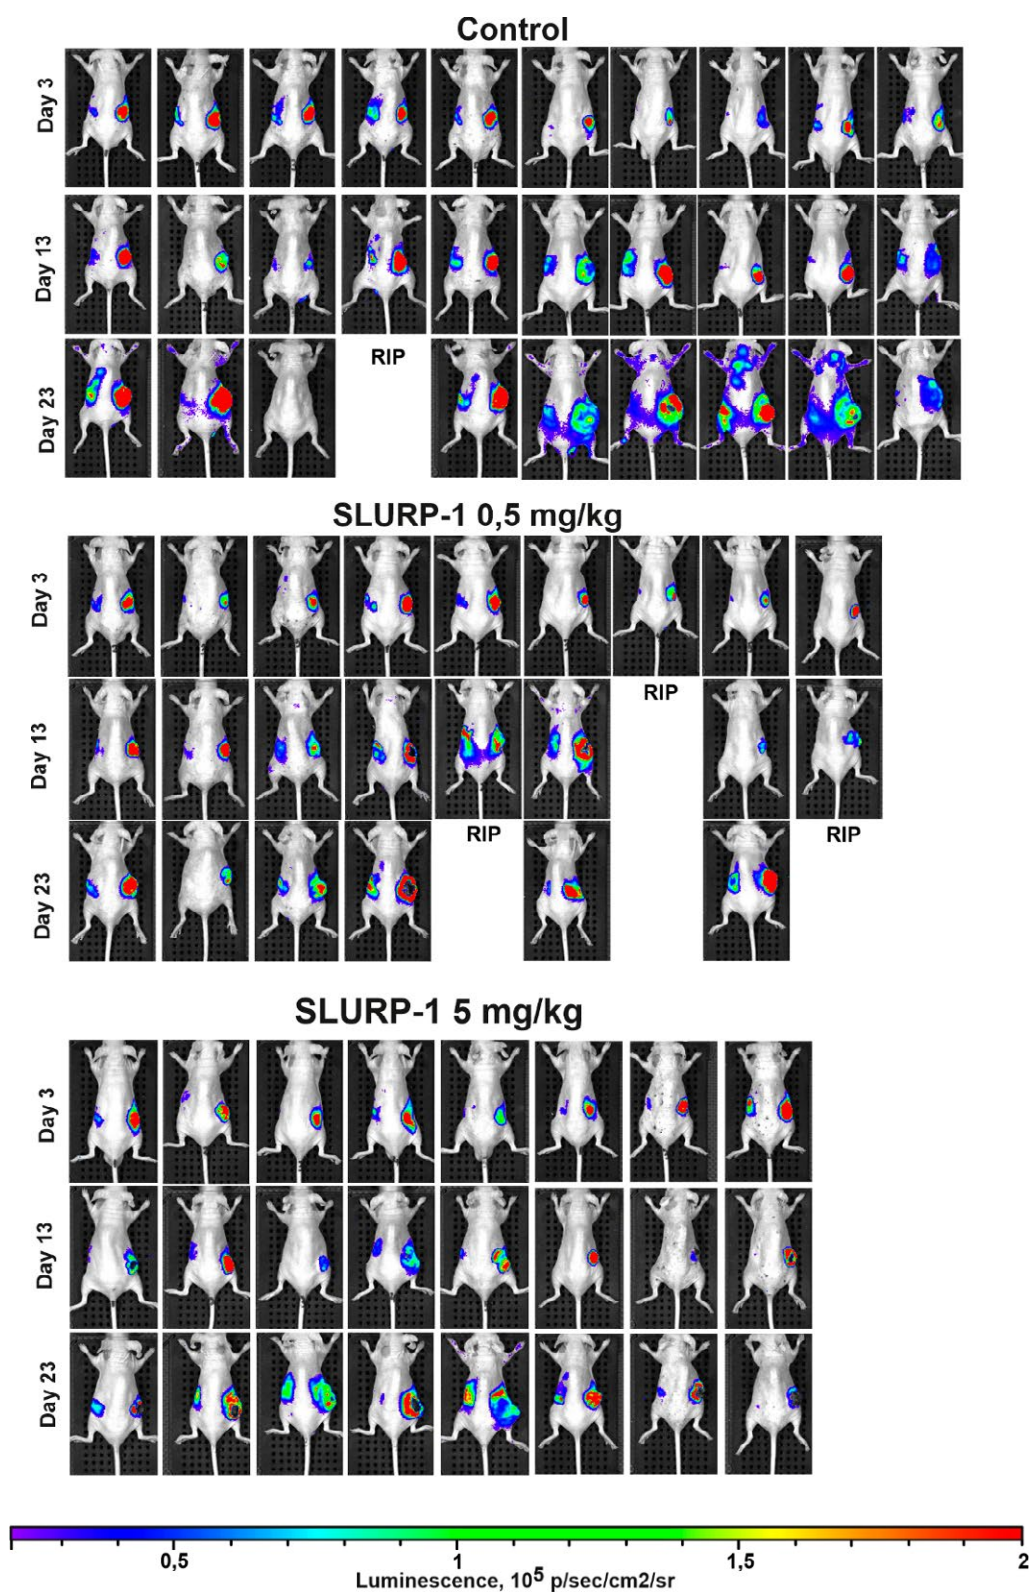 Control
Day 3
Day 13
RIP
Day 23
SLURP-1 0,5 mg/kg
Day 3
RIP
Day 13
RIP
RIP
Day 23
SLURP-1 5 mg/kg
Day 3
Day 13
Day 23
0,5 1 1,5 2
Luminescence, 10⁵ p/sec/cm2/sr